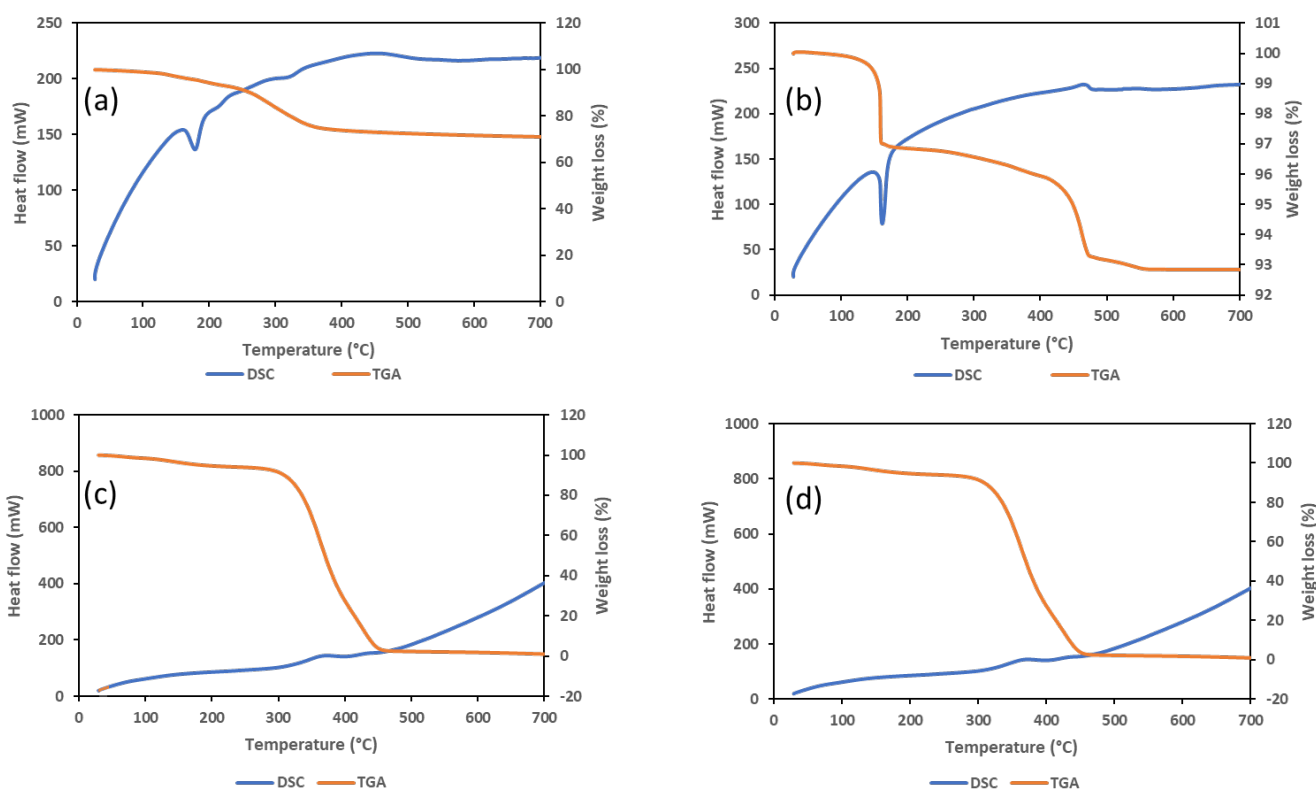 250
200
150
100
50
0
Heat flow (mW)
(a)
120
100
80
60
40
20
0
Weight loss (%)
0 100 200 300 400 500 600 700
Temperature (°C)
DSC TGA
300
250
200
150
100
50
0
Heat flow (mW)
(b)
101
100
99
98
97
96
95
94
93
92
Weight loss (%)
0 100 200 300 400 500 600 700
Temperature (°C)
DSC TGA
1000
800
600
400
200
0
Heat flow (mW)
(c)
120
100
80
60
40
20
0
-20
Weight loss (%)
0 100 200 300 400 500 600 700
Temperature (°C)
DSC TGA
1000
800
600
400
200
0
Heat flow (mW)
(d)
120
100
80
60
40
20
0
-20
Weight loss (%)
0 100 200 300 400 500 600 700
Temperature (°C)
DSC TGA